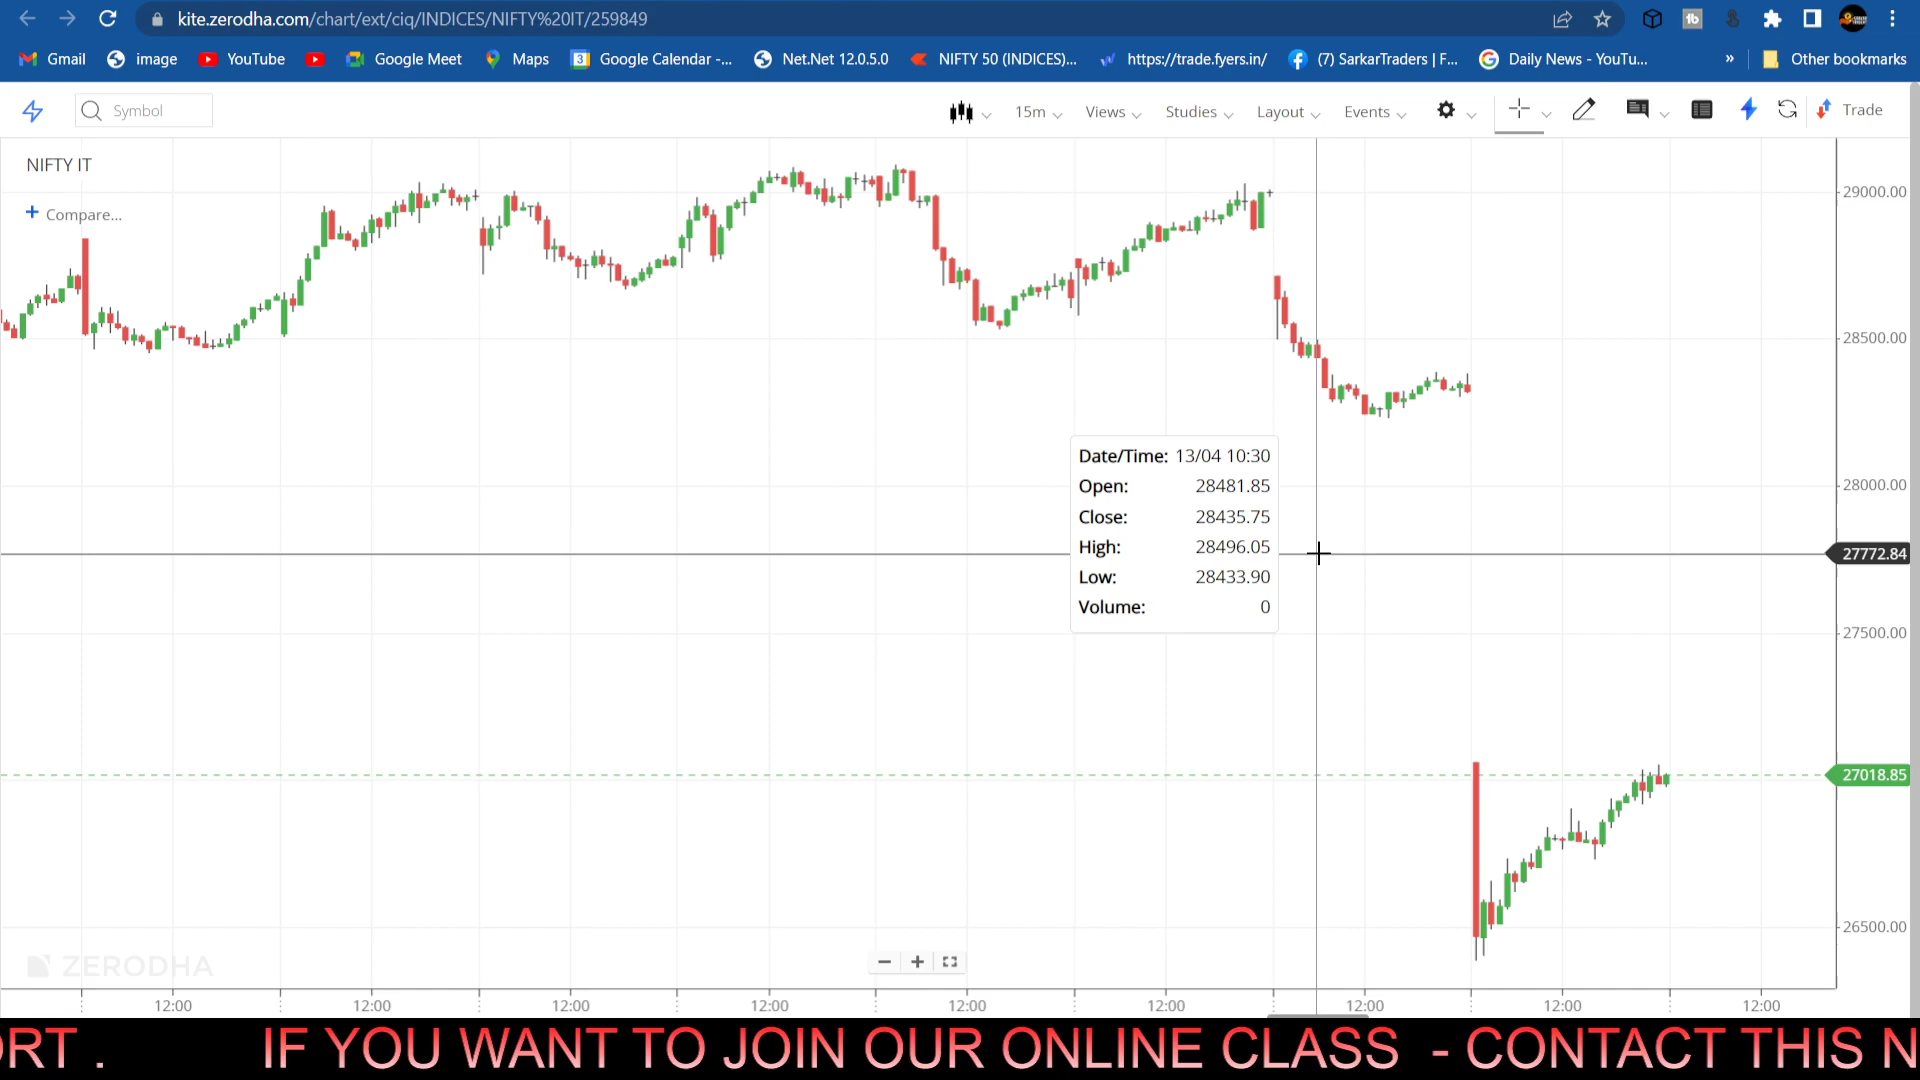 kite.zerodha.com/chart/ext/ciq/INDICES/NIFTY%20IT/259849
Gmail image YouTube Google Meet Maps 3 Google Calendar -... Net.Net 12.0.5.0 NIFTY 50 (INDICES)... https://trade.fyers.in/ (7) SarkarTraders | F... Daily News - YouTu... » Other bookmarks
Symbol 15m Views Studies Layout Events Trade
NIFTY IT
29000.00
+ Compare...
28500.00
Date/Time: 13/04 10:30
Open: 28481.85
28000.00
Close: 28435.75
High: 28496.05
27772.84
Low: 28433.90
Volume: 0
27500.00
27018.85
26500.00
ZERODHA
12:00 12:00 12:00 12:00 12:00 12:00 12:00 12:00 12:00
ORT . IF YOU WANT TO JOIN OUR ONLINE CLASS - CONTACT THIS N